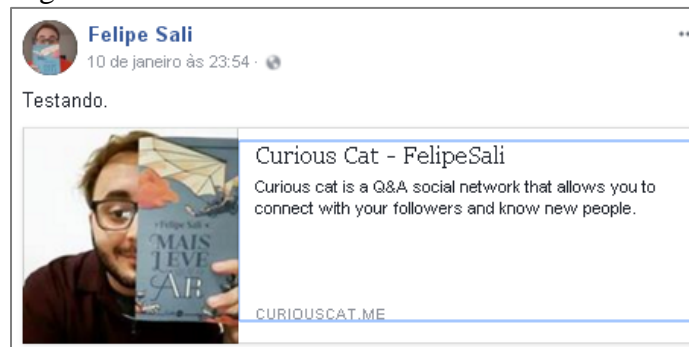 Felipe Sali
10 de janeiro às 23:54 ·
Testando.
Curious Cat - FelipeSali
Curious cat is a Q&A social network that allows you to
connect with your followers and know new people.
CURIOUSCAT.ME
Felipe Sali
MAIS
LEVE
AR